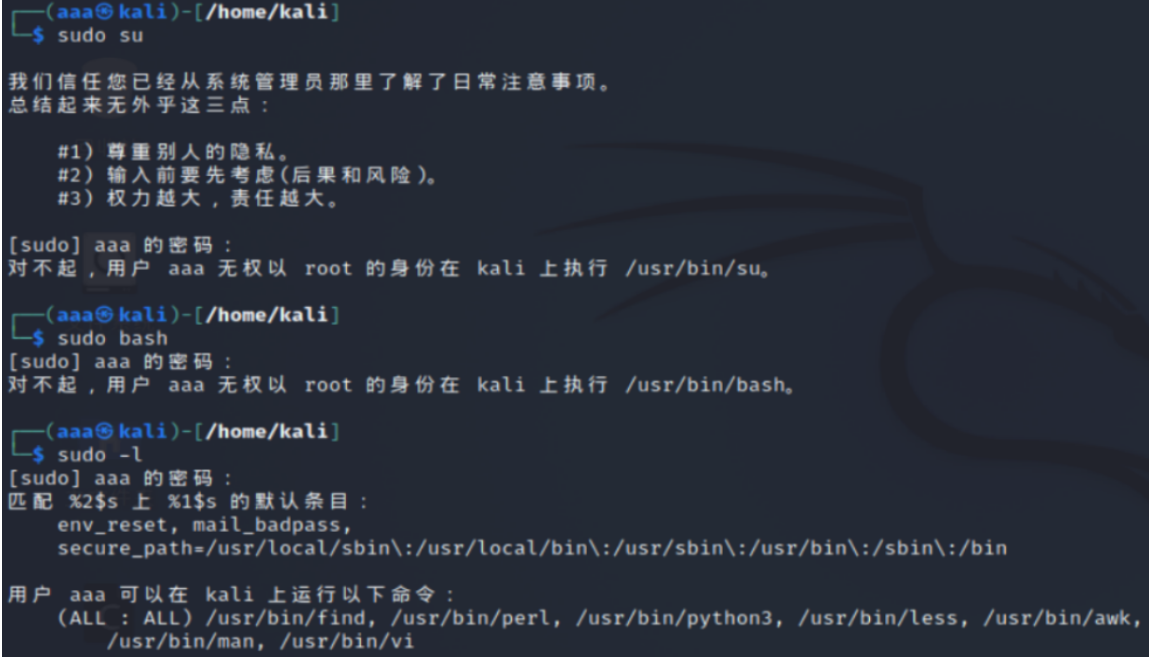 ┌──(aaa㉿kali)-[/home/kali]
└─$ sudo su
我们信任您已经从系统管理员那里了解了日常注意事项。
总结起来无外乎这三点：
#1) 尊重别人的隐私。
#2) 输入前要先考虑(后果和风险)。
#3) 权力越大，责任越大。
[sudo] aaa 的密码：
对不起，用户 aaa 无权以 root 的身份在 kali 上执行 /usr/bin/su。
┌──(aaa㉿kali)-[/home/kali]
└─$ sudo bash
[sudo] aaa 的密码：
对不起，用户 aaa 无权以 root 的身份在 kali 上执行 /usr/bin/bash。
┌──(aaa㉿kali)-[/home/kali]
└─$ sudo -l
[sudo] aaa 的密码：
匹配 %2$s 上 %1$s 的默认条目：
env_reset, mail_badpass,
secure_path=/usr/local/sbin\:/usr/local/bin\:/usr/sbin\:/usr/bin\:/sbin\:/bin
用户 aaa 可以在 kali 上运行以下命令：
(ALL : ALL) /usr/bin/find, /usr/bin/perl, /usr/bin/python3, /usr/bin/less, /usr/bin/awk,
/usr/bin/man, /usr/bin/vi